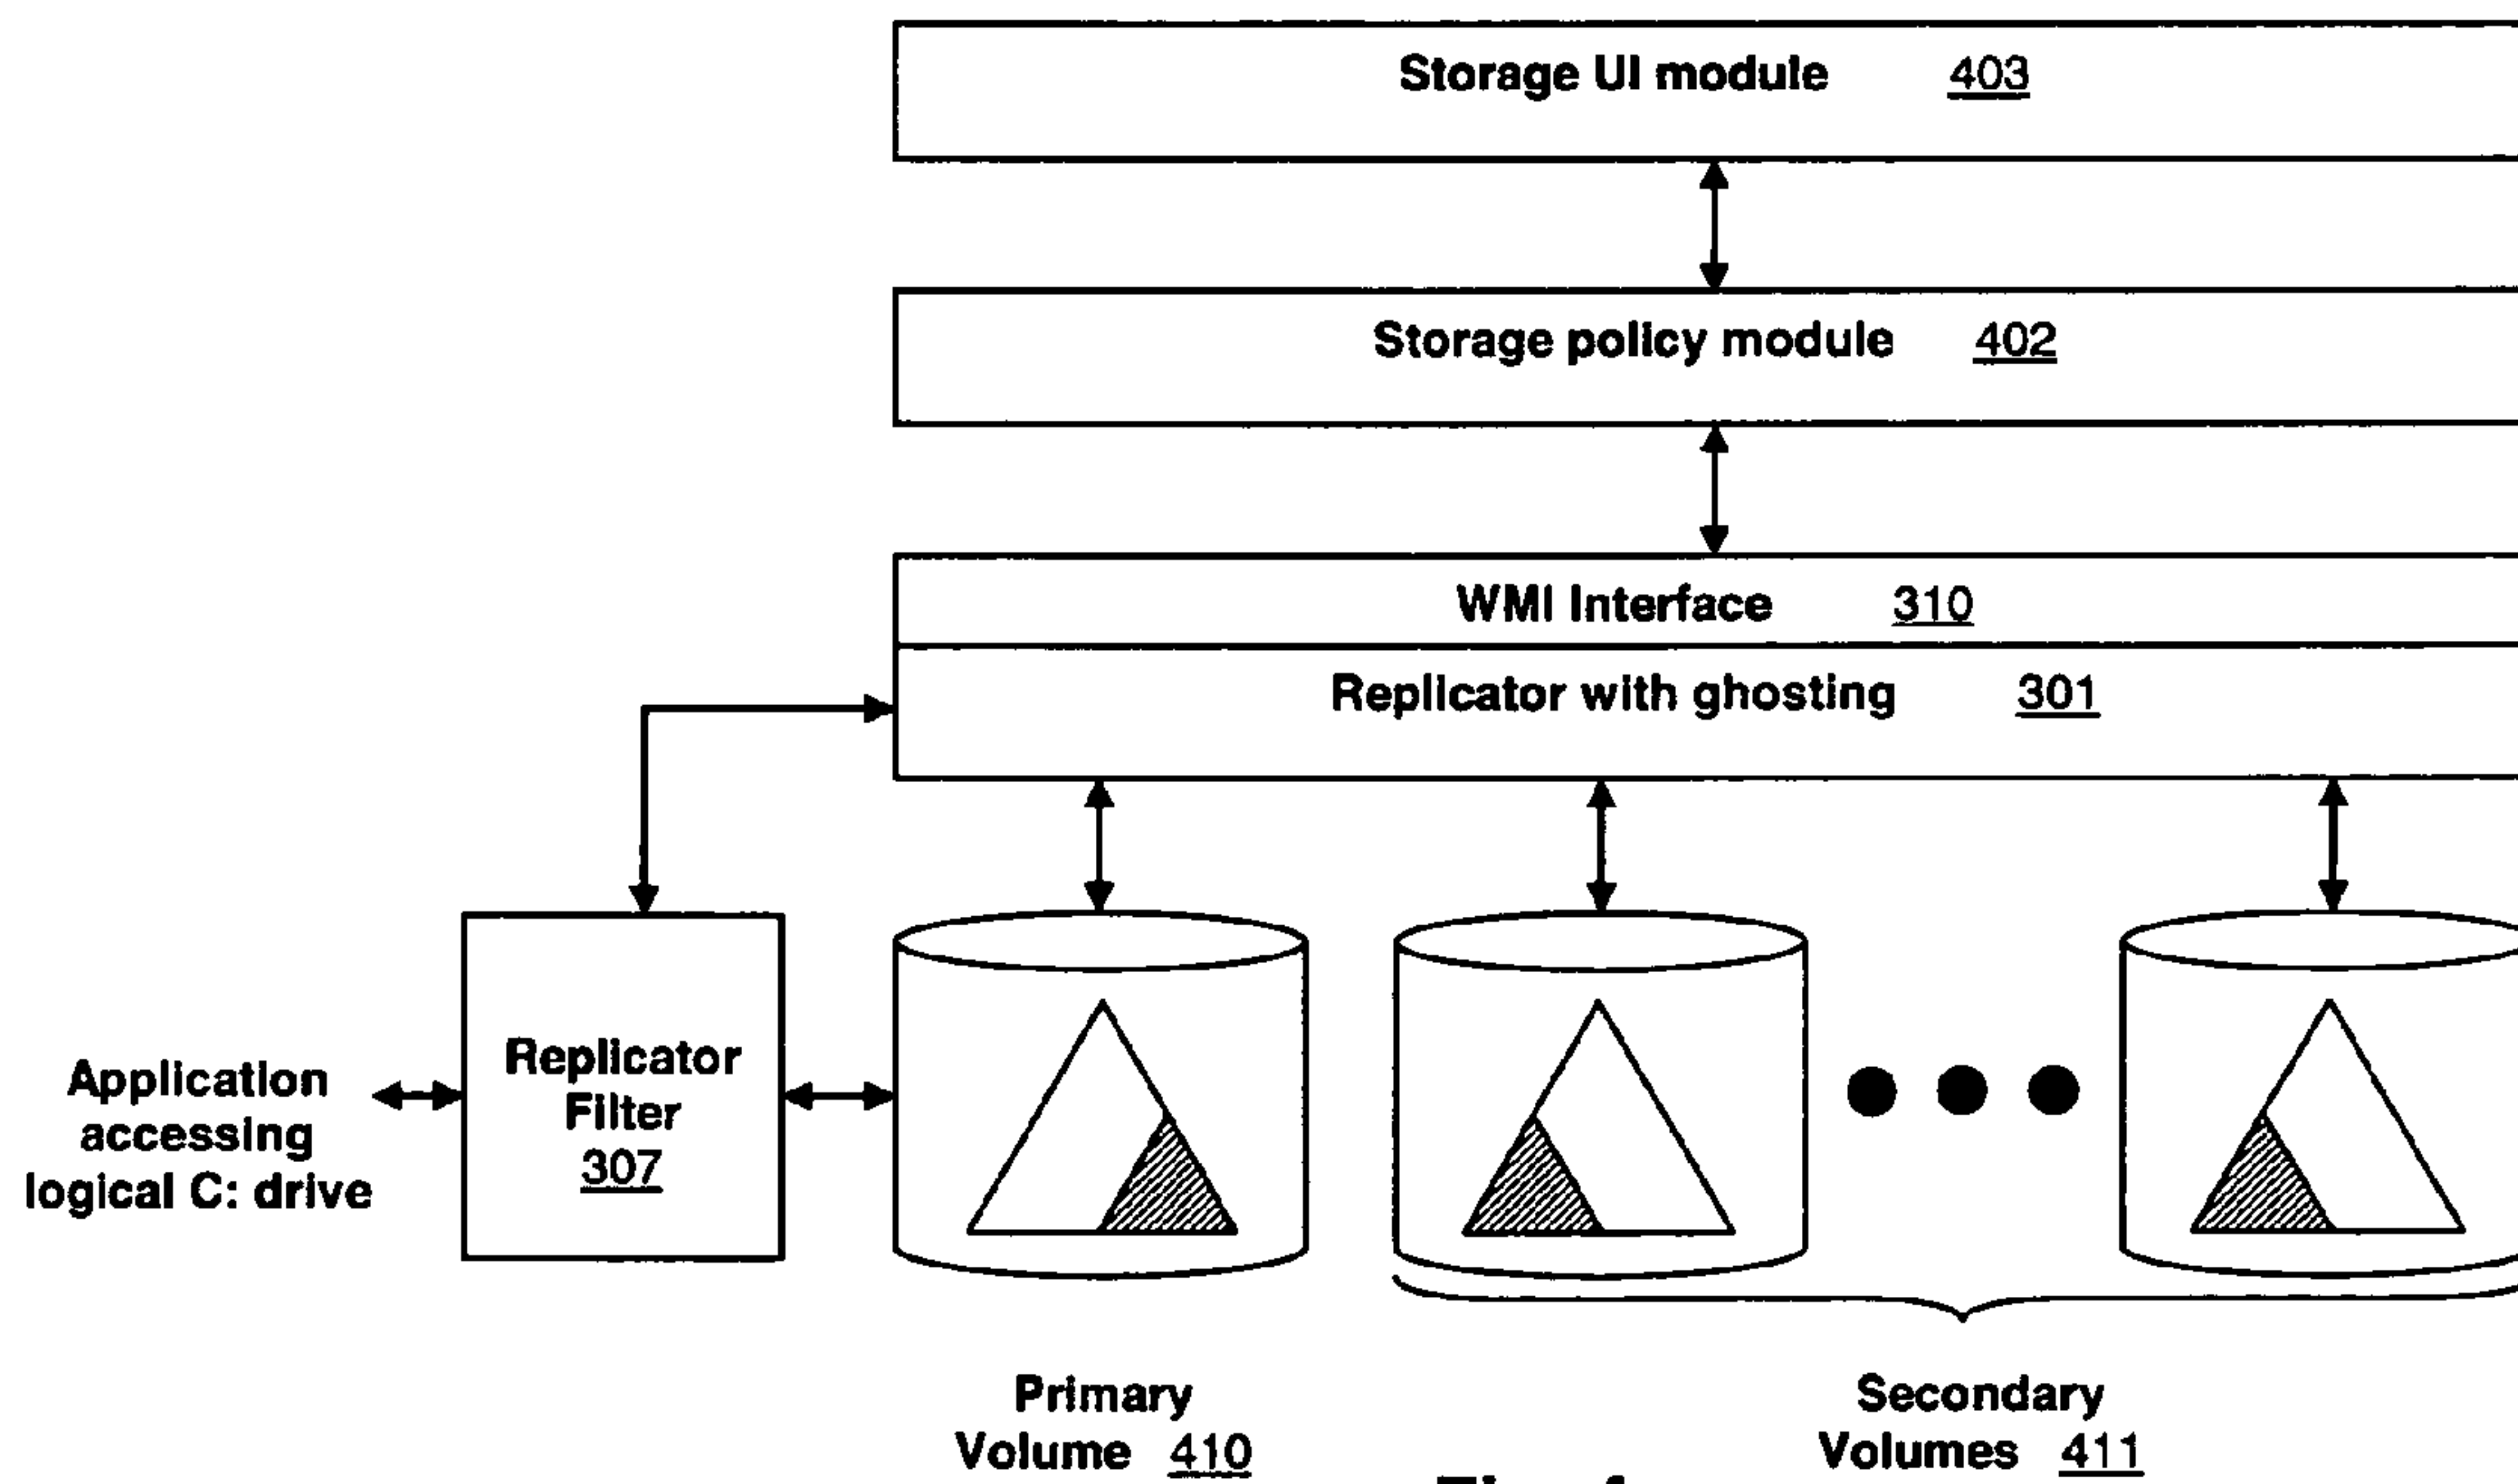 Storage UI module 403
Storage policy module 402
WMI Interface 310
Replicator with ghosting 301
Replicator
Filter
307
Application
accessing
logical C: drive
Primary
Volume 410
Secondary
Volumes 411